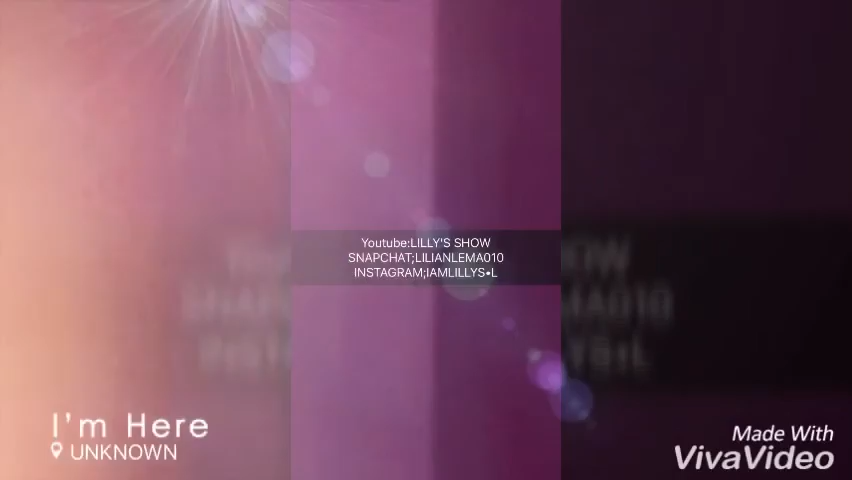 Youtube:LILLY'S SHOW
SNAPCHAT;LILIANLEMA010
INSTAGRAM;IAMLILLYS•L
I'm Here
UNKNOWN
Made With
VivaVideo